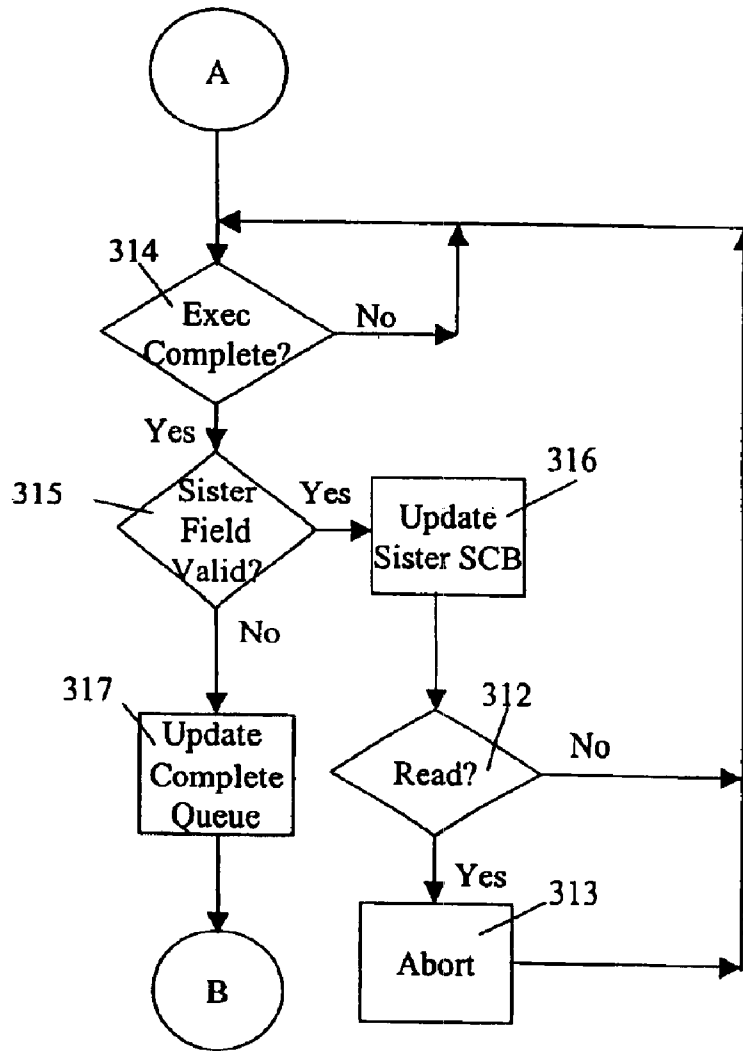 A
314
Exec
Complete?
No
Yes
315
Sister
Field
Valid?
Yes
316
Update
Sister SCB
No
317
Update
Complete
Queue
312
Read?
No
Yes
313
Abort
B